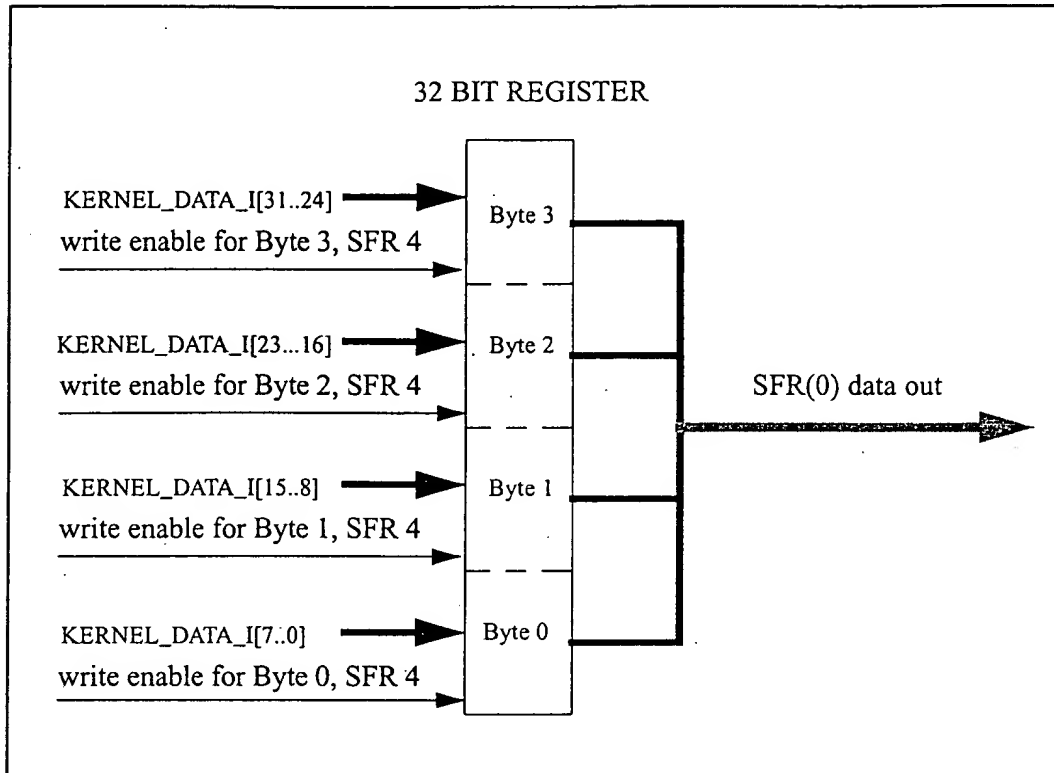 32 BIT REGISTER
KERNEL_DATA_I[31..24]
Byte 3
write enable for Byte 3, SFR 4
KERNEL_DATA_I[23...16]
Byte 2
write enable for Byte 2, SFR 4
SFR(0) data out
KERNEL_DATA_I[15..8]
Byte 1
write enable for Byte 1, SFR 4
KERNEL_DATA_I[7..0]
Byte 0
write enable for Byte 0, SFR 4